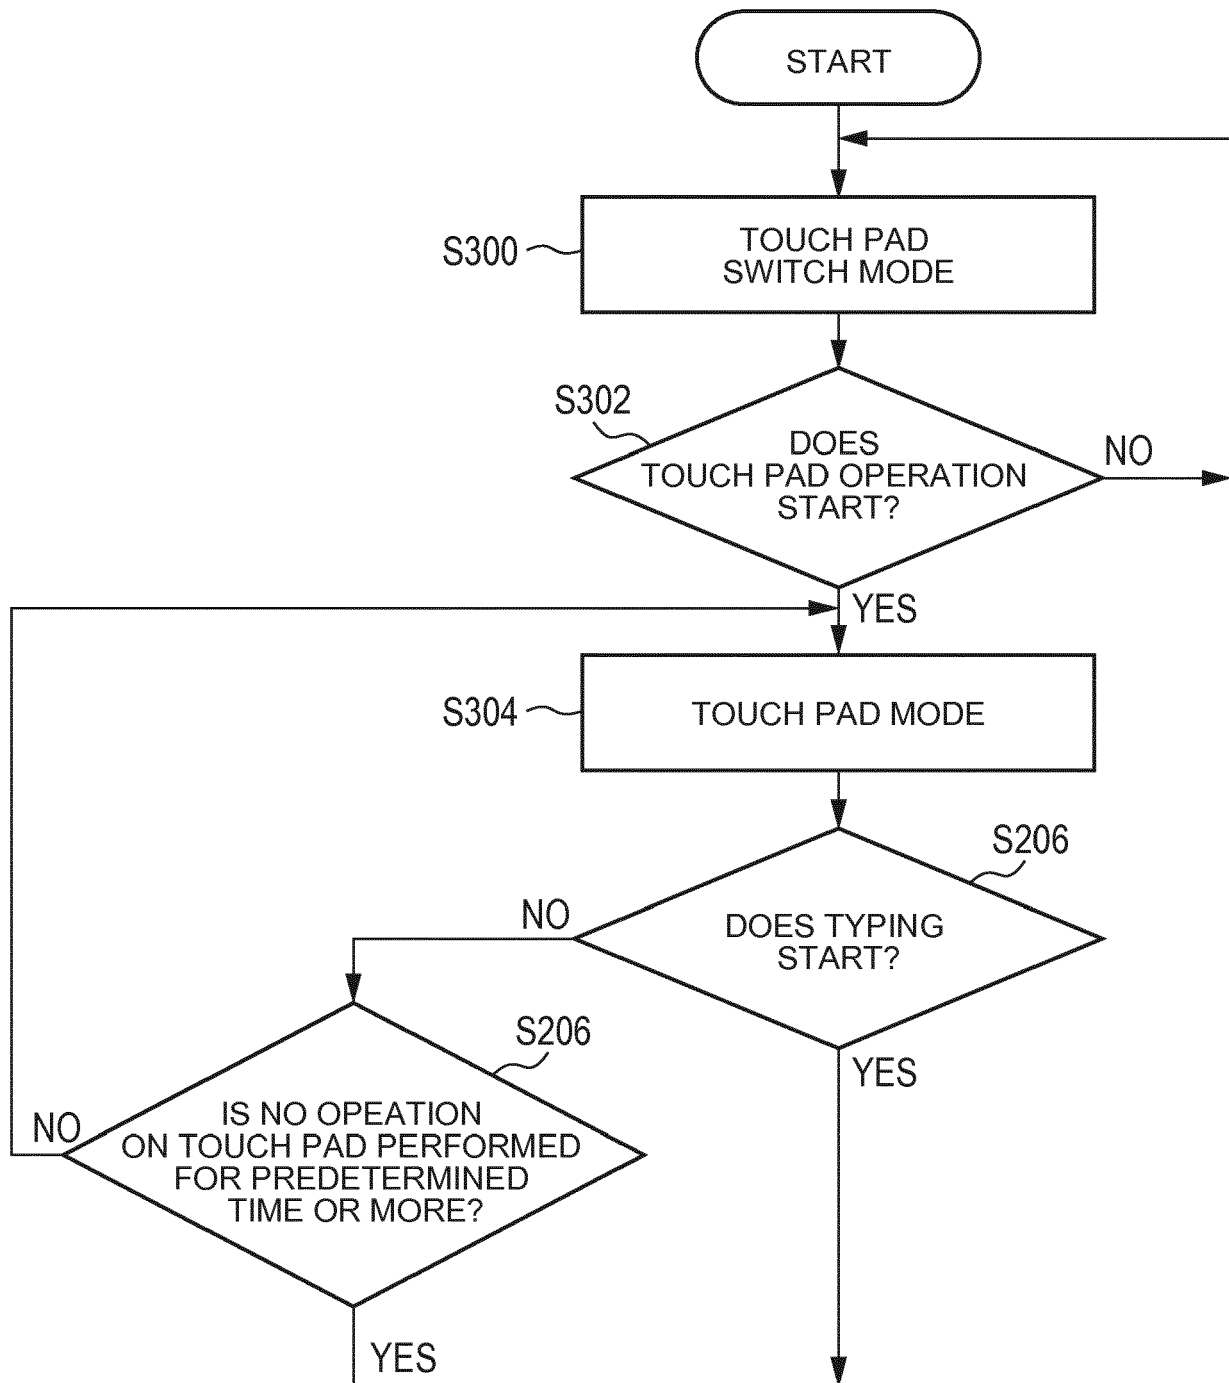 START
S300
TOUCH PAD
SWITCH MODE
S302
DOES
TOUCH PAD OPERATION
START?
NO
YES
S304
TOUCH PAD MODE
S206
DOES TYPING
START?
NO
YES
S206
IS NO OPEATION
ON TOUCH PAD PERFORMED
FOR PREDETERMINED
TIME OR MORE?
NO
YES